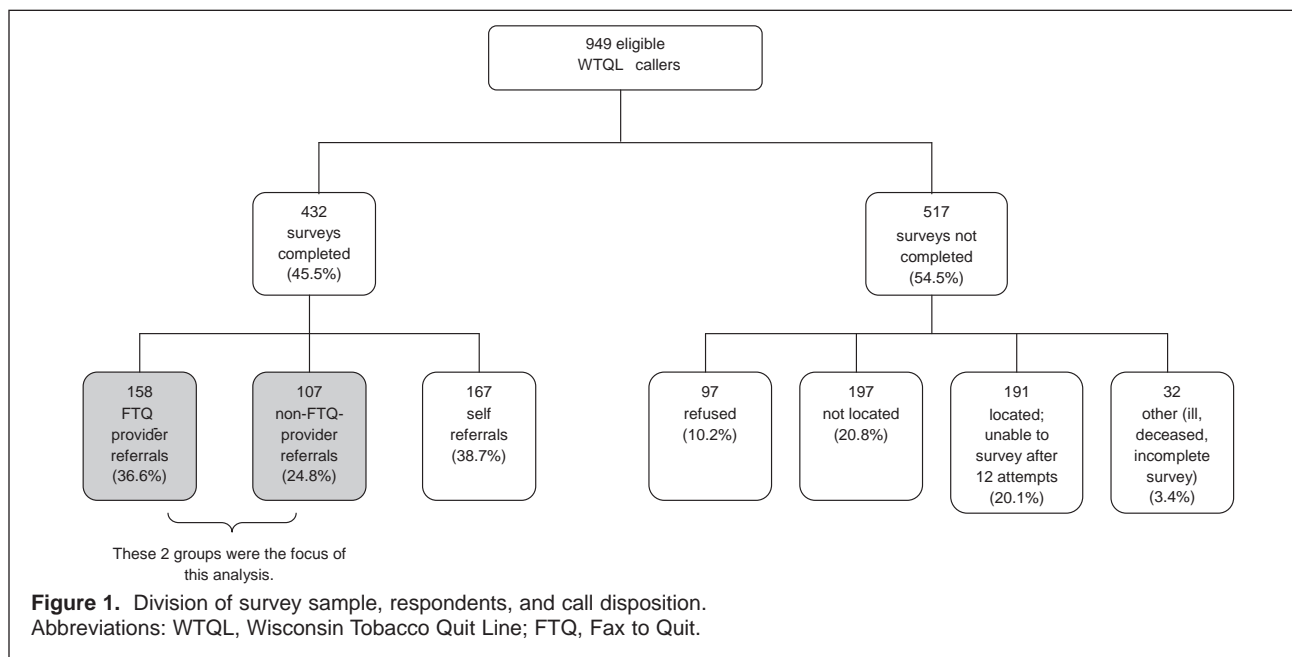 949 eligible
WTQL callers
432
surveys
completed
(45.5%)
517
surveys not
completed
(54.5%)
158
FTQ
provider
referrals
(36.6%)
107
non-FTQ-
provider
referrals
(24.8%)
167
self
referrals
(38.7%)
97
refused
(10.2%)
197
not located
(20.8%)
191
located;
unable to
survey after
12 attempts
(20.1%)
32
other (ill,
deceased,
incomplete
survey)
(3.4%)
These 2 groups were the focus of
this analysis.
Figure 1. Division of survey sample, respondents, and call disposition.
Abbreviations: WTQL, Wisconsin Tobacco Quit Line; FTQ, Fax to Quit.